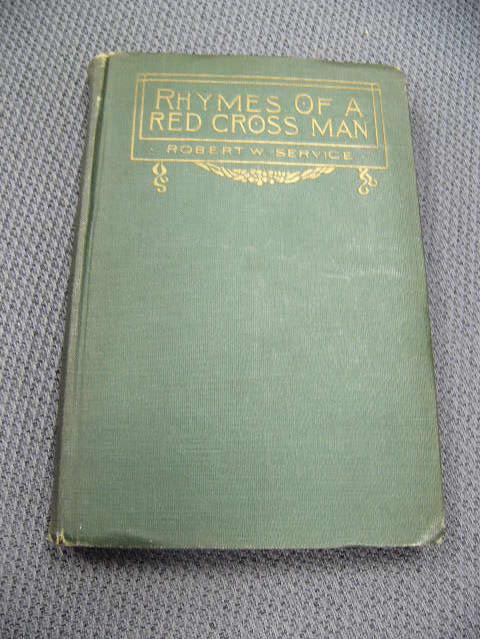 RHYMES OF A
RED CROSS MAN
ROBERT W. SERVICE